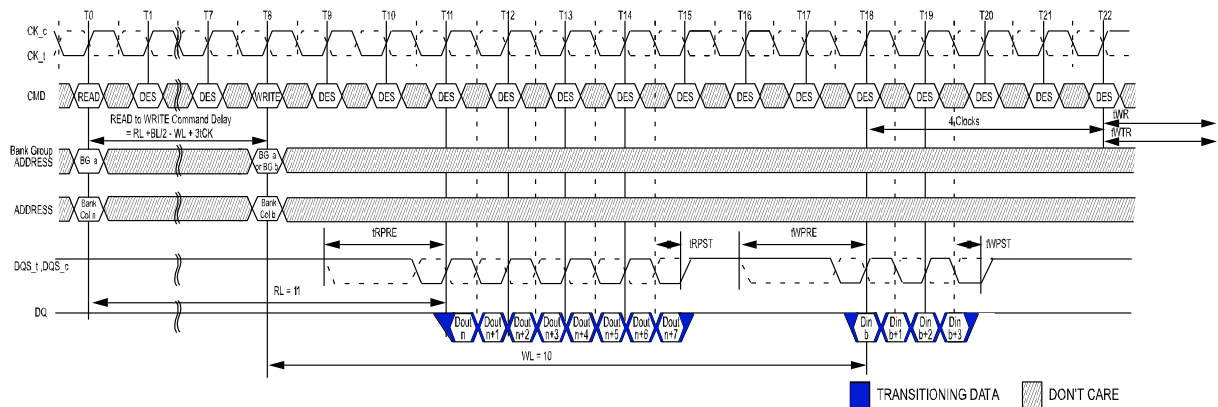 T0 T1 T7 T8 T9 T10 T11 T12 T13 T14 T15 T16 T17 T18 T19 T20 T21 T22
CK_c
CK_t
CMD READ DES DES WRITE DES DES DES DES DES DES DES DES DES DES DES DES DES DES
READ to WRITE Command Delay
= RL +BL/2 - WL + 3tCK
4 Clocks
tWR
tWTR
Bank Group
ADDRESS
BG a
BG a
or BG b
ADDRESS
Bank
Col n
Bank
Col b
tRPRE
tRPST
tWPRE
tWPST
DQS_t ,DQS_c
RL = 11
DQ
Dout
n
Dout
n+1
Dout
n+2
Dout
n+3
Dout
n+4
Dout
n+5
Dout
n+6
Dout
n+7
Din
b
Din
b+1
Din
b+2
Din
b+3
WL = 10
TRANSITIONING DATA
DON'T CARE